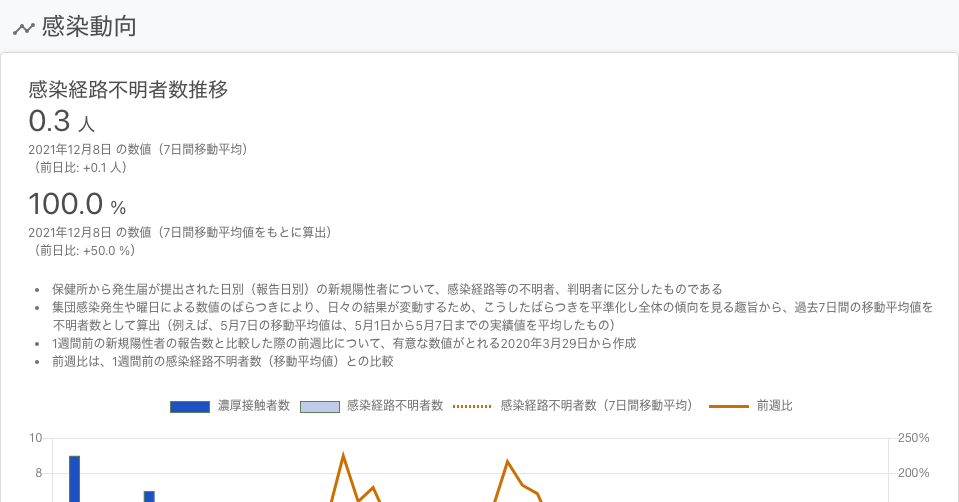 感染動向
感染経路不明者数推移
0.3 人
2021年12月8日 の数値（7日間移動平均）
（前日比: +0.1 人）
100.0 %
2021年12月8日 の数値（7日間移動平均値をもとに算出）
（前日比: +50.0 %）
• 保健所から発生届が提出された日別（報告日別）の新規陽性者について、感染経路等の不明者、判明者に区分したものである
• 集団感染発生や曜日による数値のばらつきにより、日々の結果が変動するため、こうしたばらつきを平準化し全体の傾向を見る趣旨から、過去7日間の移動平均値を
不明者数として算出（例えば、5月7日の移動平均値は、5月1日から5月7日までの実績値を平均したもの）
• 1週間前の新規陽性者の報告数と比較した際の前週比について、有意な数値がとれる2020年3月29日から作成
• 前週比は、1週間前の感染経路不明者数（移動平均値）との比較
濃厚接触者数 感染経路不明者数 感染経路不明者数（7日間移動平均） 前週比
10 250%
8 200%